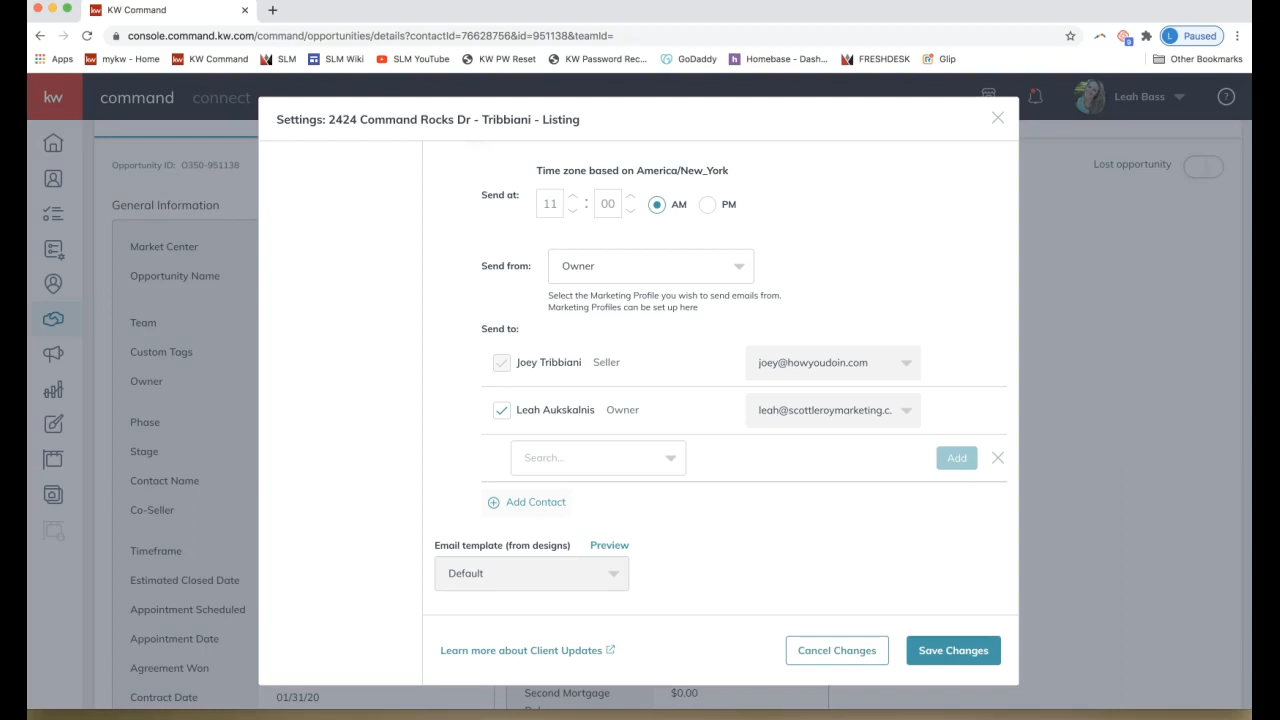 kw KW Command
console.command.kw.com/command/opportunities/details?contactId=76628756&id=951138&teamId=
L Paused
Apps kw mykw - Home kw KW Command SLM SLM Wiki SLM YouTube KW PW Reset KW Password Rec... GoDaddy h Homebase - Dash... FRESHDESK Glip Other Bookmarks
kw command connect Leah Bass ?
Settings: 2424 Command Rocks Dr - Tribbiani - Listing
Opportunity ID: O350-951138
Lost opportunity
General Information
Market Center
Opportunity Name
Team
Custom Tags
Owner
Phase
Stage
Contact Name
Co-Seller
Timeframe
Estimated Closed Date
Appointment Scheduled
Appointment Date
Agreement Won
Contract Date 01/31/20
Second Mortgage $0.00
Time zone based on America/New_York
Send at: 11 : 00 AM PM
Send from: Owner
Select the Marketing Profile you wish to send emails from.
Marketing Profiles can be set up here
Send to:
Joey Tribbiani Seller joey@howyoudoin.com
Leah Aukskalnis Owner leah@scottleroymarketing.c.
Search... Add
Add Contact
Email template (from designs) Preview
Default
Learn more about Client Updates Cancel Changes Save Changes